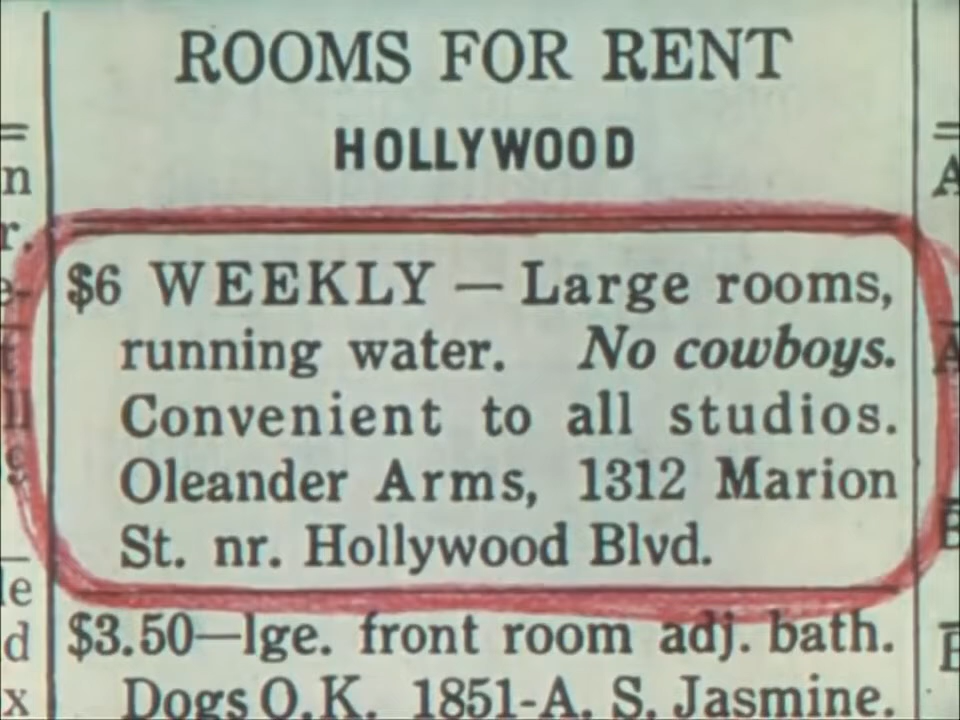 ROOMS FOR RENT
HOLLYWOOD
$6 WEEKLY — Large rooms,
running water. No cowboys.
Convenient to all studios.
Oleander Arms, 1312 Marion
St. nr. Hollywood Blvd.
$3.50—lge. front room adj. bath.
Dogs O.K. 1851-A. S. Jasmine.